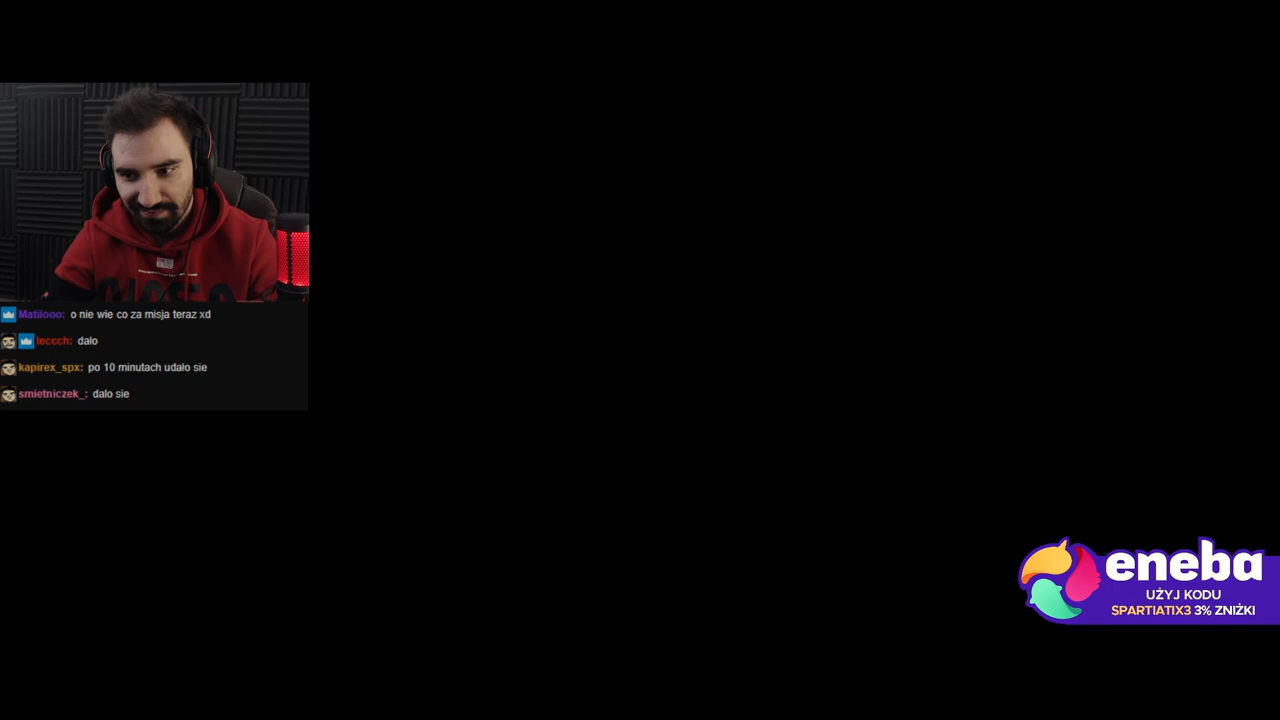 Matiiooo: o nie wie co za misja teraz xd
leccch: dało
kapirex_spx: po 10 minutach udało sie
smietniczek_: dalo sie
eneba
UŻYJ KODU
SPARTIATIX3 3% ZNIŻKI